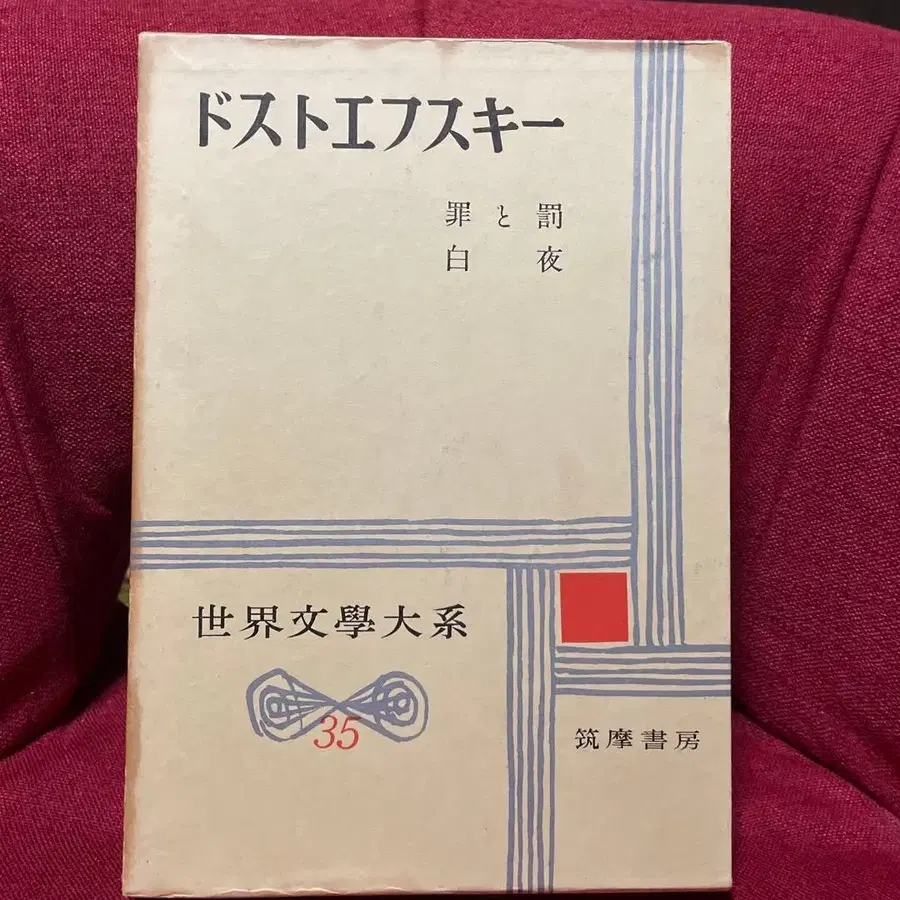 ドストエフスキー
罪と罰
白夜
世界文學大系
35
筑摩書房